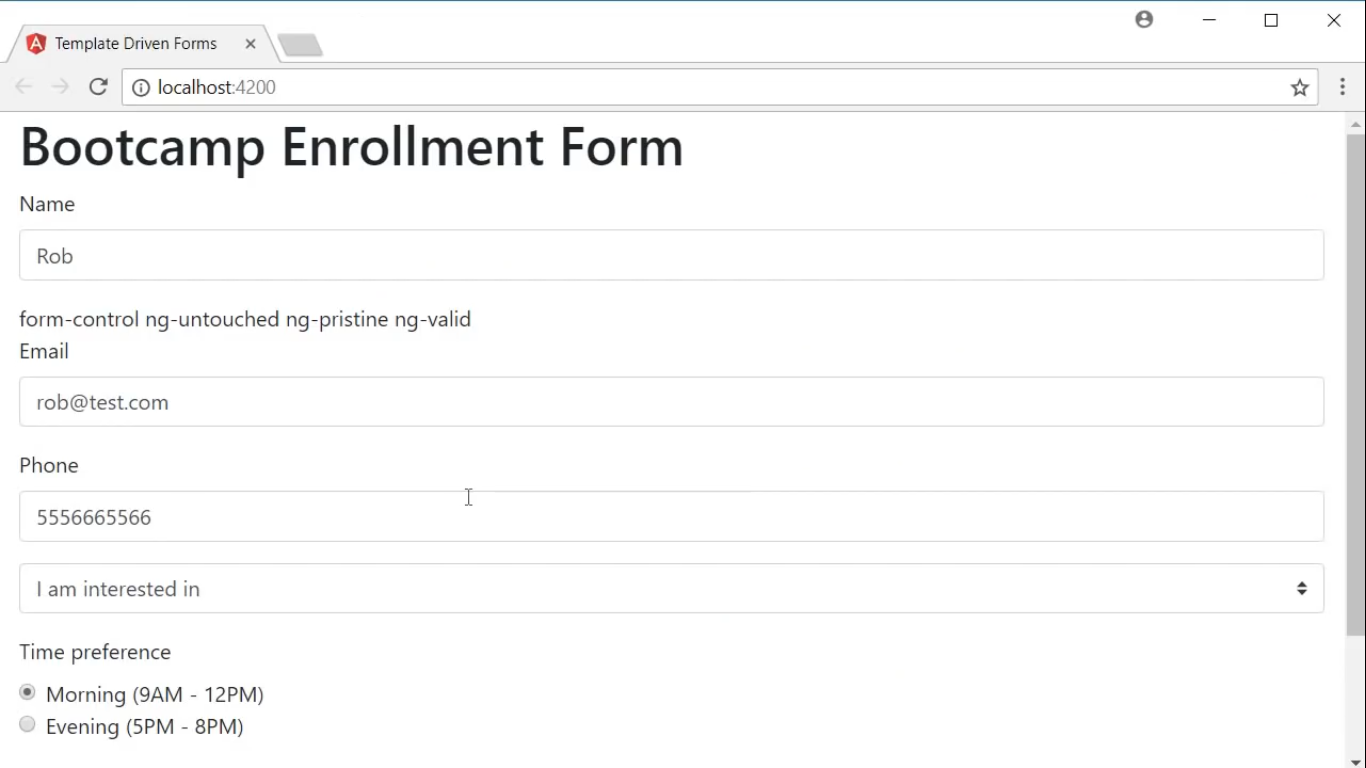 Template Driven Forms
localhost:4200
Bootcamp Enrollment Form
Name
Rob
form-control ng-untouched ng-pristine ng-valid
Email
rob@test.com
Phone
5556665566
I am interested in
Time preference
Morning (9AM - 12PM)
Evening (5PM - 8PM)